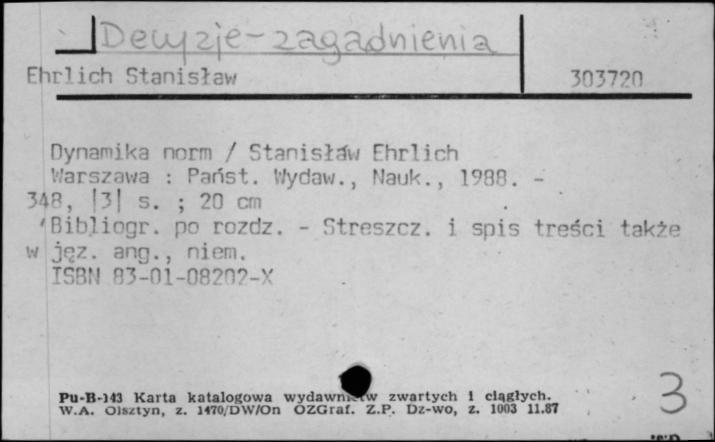 Decyzje - zagadnienia
Ehrlich Stanisław 303720
Dynamika norm / Stanisław Ehrlich
Warszawa : Państ. Wydaw., Nauk., 1988. -
348, |3| s. ; 20 cm
Bibliogr. po rozdz. - Streszcz. i spis treści także
w jęz. ang., niem.
ISBN 83-01-08202-X
Pu-B-143 Karta katalogowa wydawnictw zwartych i ciągłych.
W.A. Olsztyn, z. 1470/DW/On OZGraf. Z.P. Dz-wo, z. 1003 11.87
3